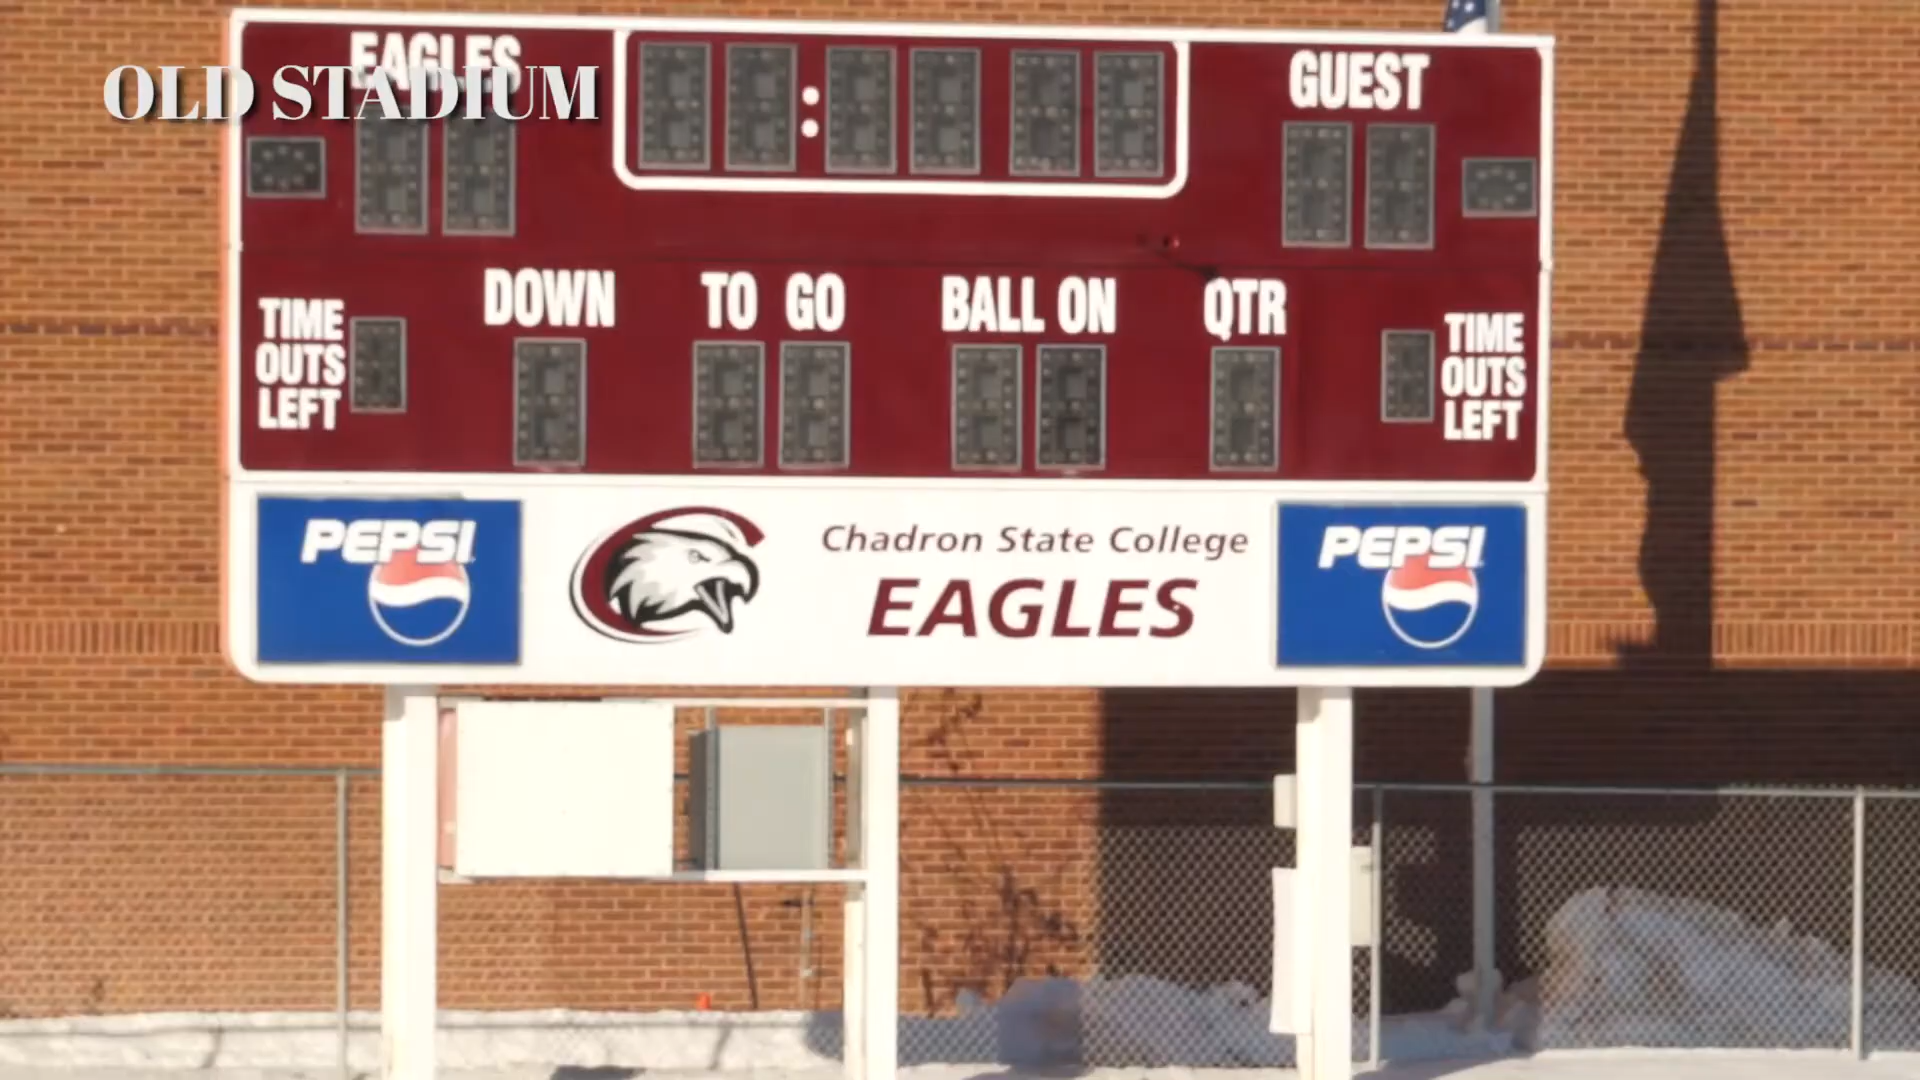 OLD STADIUM
EAGLES
GUEST
DOWN
TO GO
BALL ON
QTR
TIME
OUTS
LEFT
TIME
OUTS
LEFT
PEPSI
Chadron State College
EAGLES
PEPSI